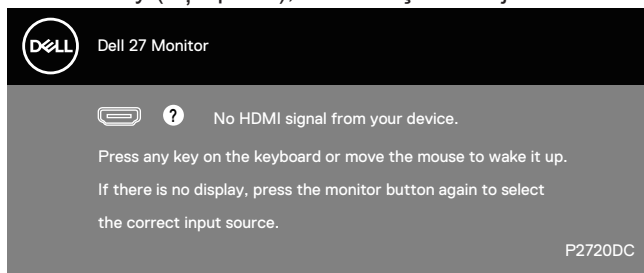 DELL
Dell 27 Monitor
? No HDMI signal from your device.
Press any key on the keyboard or move the mouse to wake it up.
If there is no display, press the monitor button again to select
the correct input source.
P2720DC